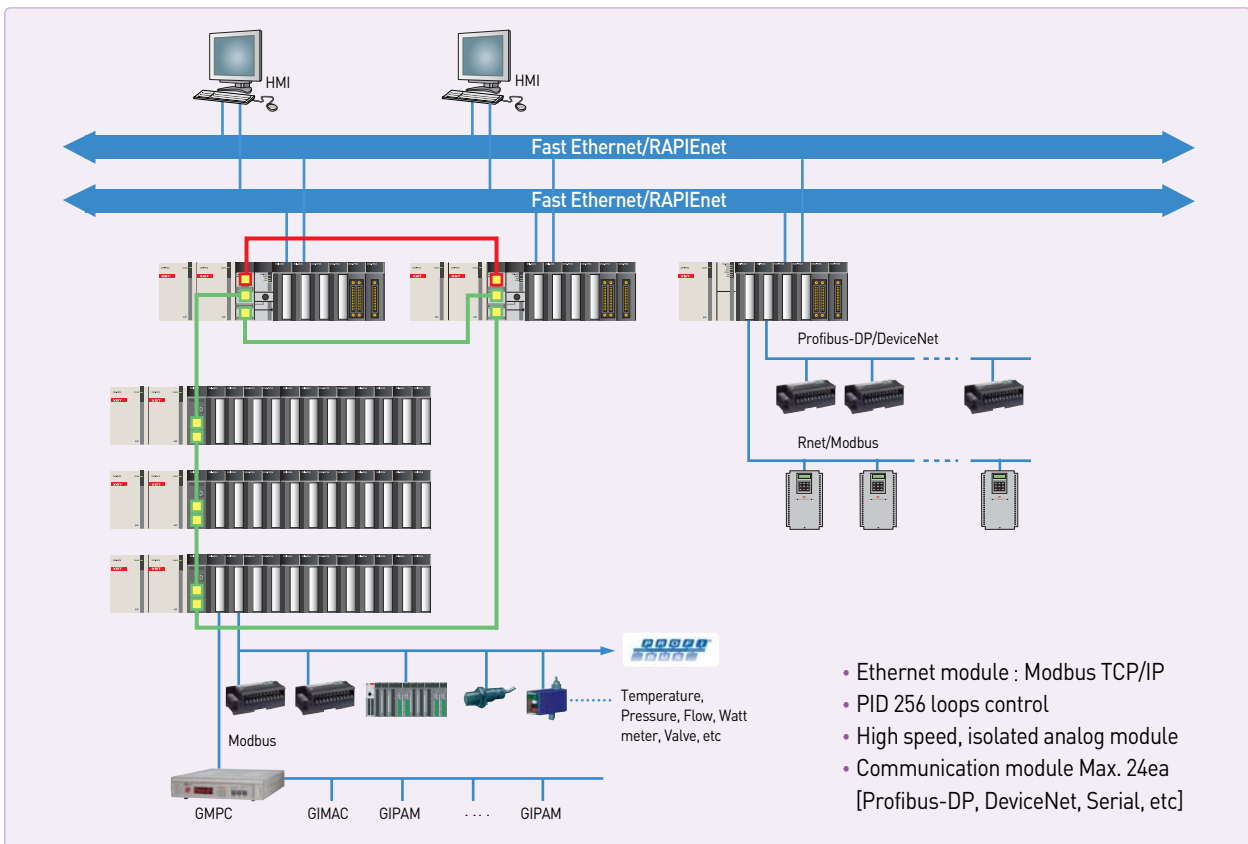 HMI
HMI
Fast Ethernet/RAPIEnet
Fast Ethernet/RAPIEnet
Profibus-DP/DeviceNet
Rnet/Modbus
PROFI
BUS
Temperature,
Pressure, Flow, Watt
meter, Valve, etc
Modbus
GMPC
GIMAC
GIPAM
....
GIPAM
• Ethernet module : Modbus TCP/IP
• PID 256 loops control
• High speed, isolated analog module
• Communication module Max. 24ea
[Profibus-DP, DeviceNet, Serial, etc]